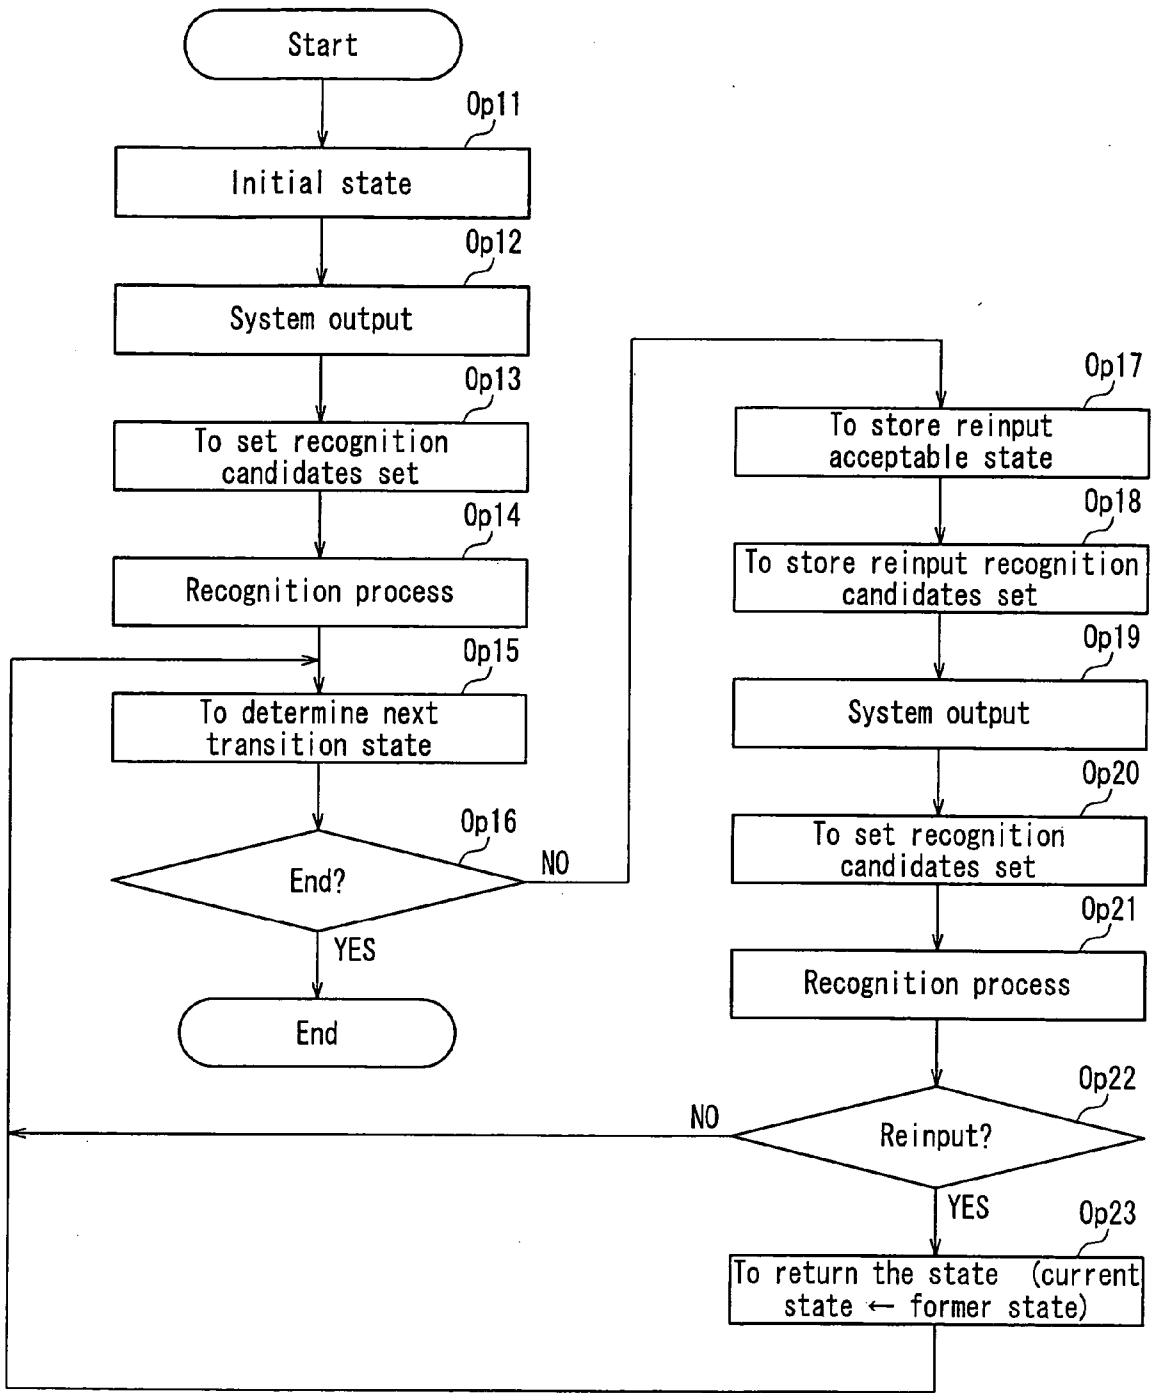 Start
Op11
Initial state
Op12
System output
Op13
To set recognition
candidates set
Op14
Recognition process
Op15
To determine next
transition state
Op16
End?
NO
YES
End
Op17
To store reinput
acceptable state
Op18
To store reinput recognition
candidates set
Op19
System output
Op20
To set recognition
candidates set
Op21
Recognition process
Op22
Reinput?
NO
YES
Op23
To return the state (current
state ← former state)